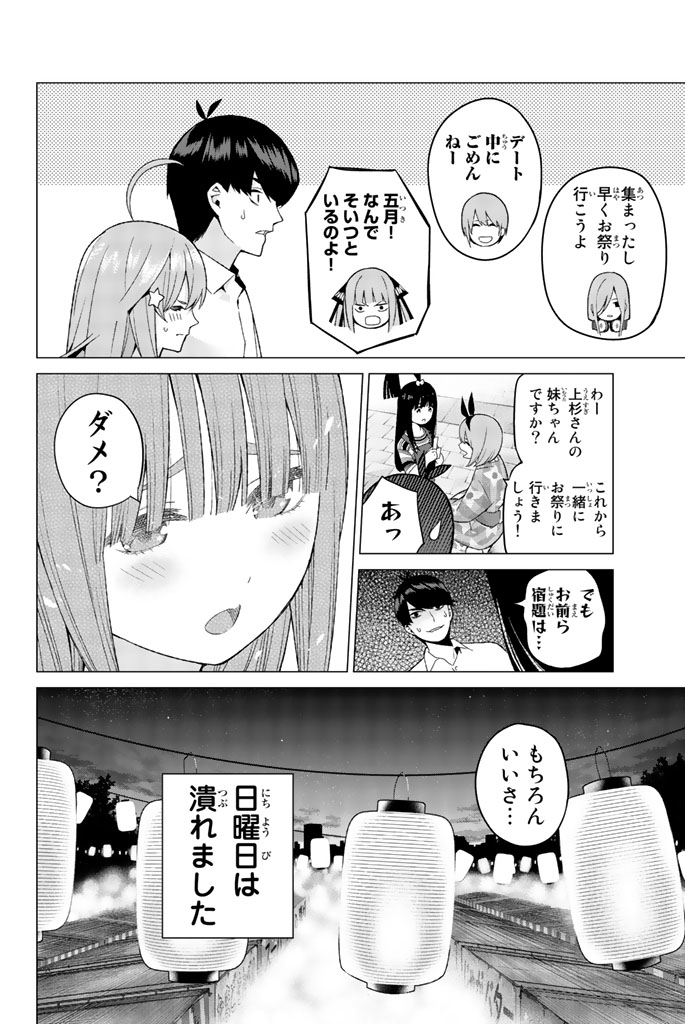 集まったし
早くお祭り
行こうよ
デート
中に
ごめん
ねー
五月!
なんで
そいつと
いるのよ!
わー
上杉さんの
妹ちゃん
ですか?
これから
一緒に
お祭りに
行きま
しょう!
あっ
ダメ?
でも
お前ら
宿題は…
もちろん
いいさ…
日曜日は
潰れました